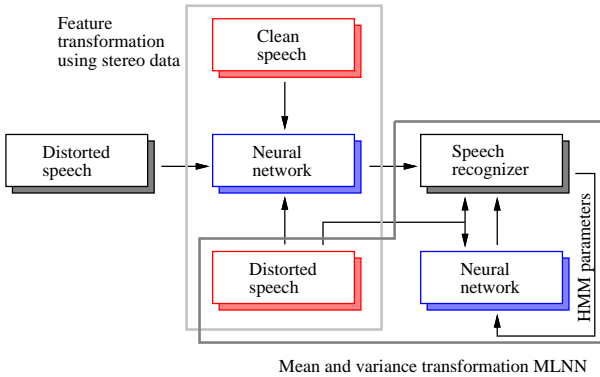 Feature
transformation
using stereo data
Clean
speech
Distorted
speech
Neural
network
Speech
recognizer
HMM parameters
Distorted
speech
Neural
network
Mean and variance transformation MLNN